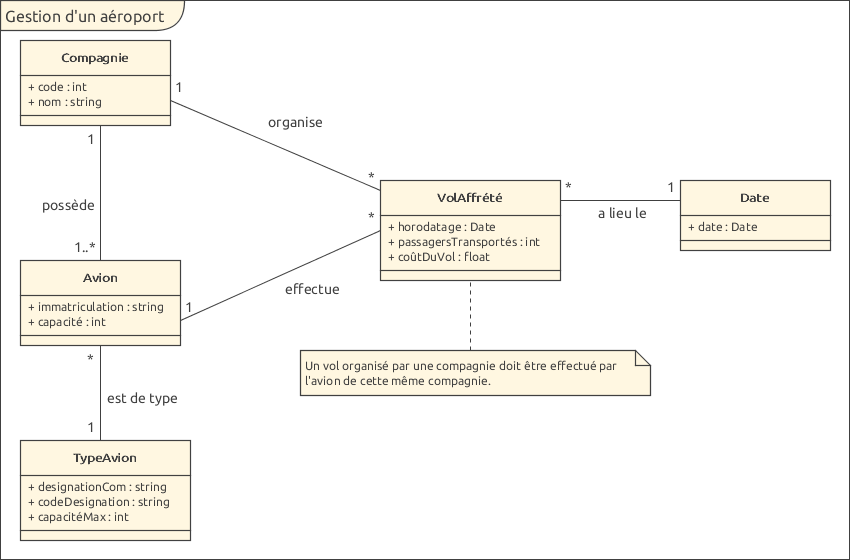 Gestion d'un aéroport
Compagnie
+ code : int
+ nom : string
1
organise
*
1
possède
1..*
VolAffrété
+ horodatage : Date
+ passagersTransportés : int
+ coûtDuVol : float
*
a lieu le
1
Date
+ date : Date
*
effectue
1
Avion
+ immatriculation : string
+ capacité : int
Un vol organisé par une compagnie doit être effectué par
l'avion de cette même compagnie.
*
est de type
1
TypeAvion
+ designationCom : string
+ codeDesignation : string
+ capacitéMax : int